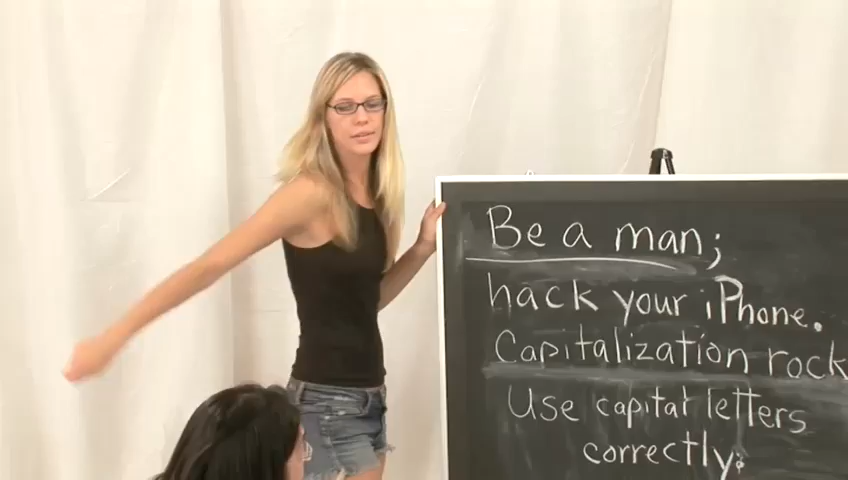 Be a man;
hack your iPhone.
Capitalization rock
Use capital letters
correctly: